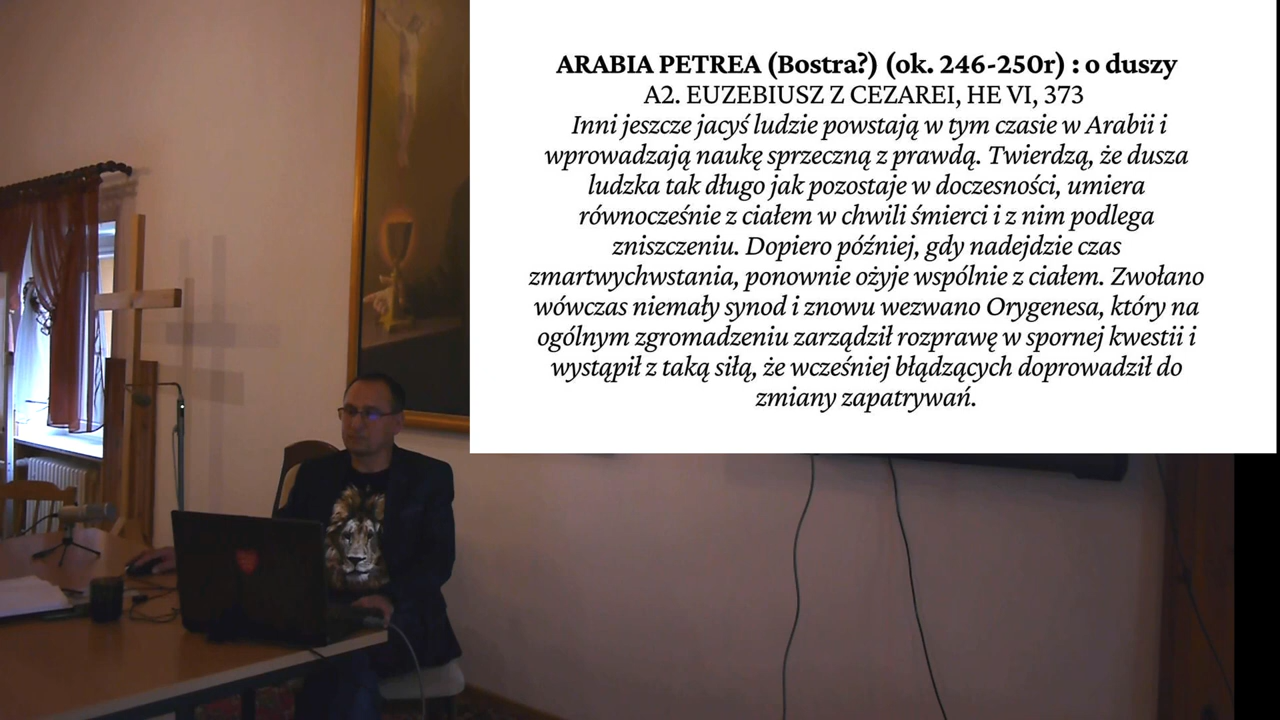 ARABIA PETREA (Bostra?) (ok. 246-250r) : o duszy
A2. EUZEBIUSZ Z CEZAREI, HE VI, 373
Inni jeszcze jacyś ludzie powstają w tym czasie w Arabii i
wprowadzają naukę sprzeczną z prawdą. Twierdzą, że dusza
ludzka tak długo jak pozostaje w doczesności, umiera
równocześnie z ciałem w chwili śmierci i z nim podlega
zniszczeniu. Dopiero później, gdy nadejdzie czas
zmartwychwstania, ponownie ożyje wspólnie z ciałem. Zwołano
wówczas niemały synod i znowu wezwano Orygenesa, który na
ogólnym zgromadzeniu zarządził rozprawę w spornej kwestii i
wystąpił z taką siłą, że wcześniej błądzących doprowadził do
zmiany zapatrywań.